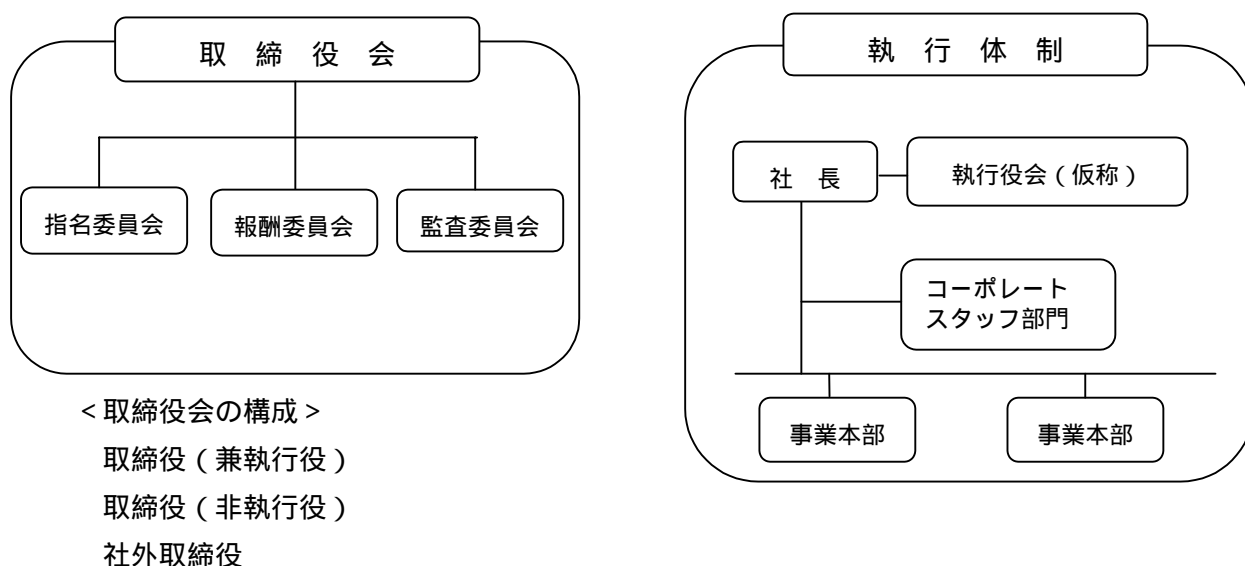 取 締 役 会
指名委員会
報酬委員会
監査委員会
<取締役会の構成>
取締役(兼執行役)
取締役(非執行役)
社外取締役
執 行 体 制
社 長
執行役会(仮称)
コーポレート
スタッフ部門
事業本部
事業本部